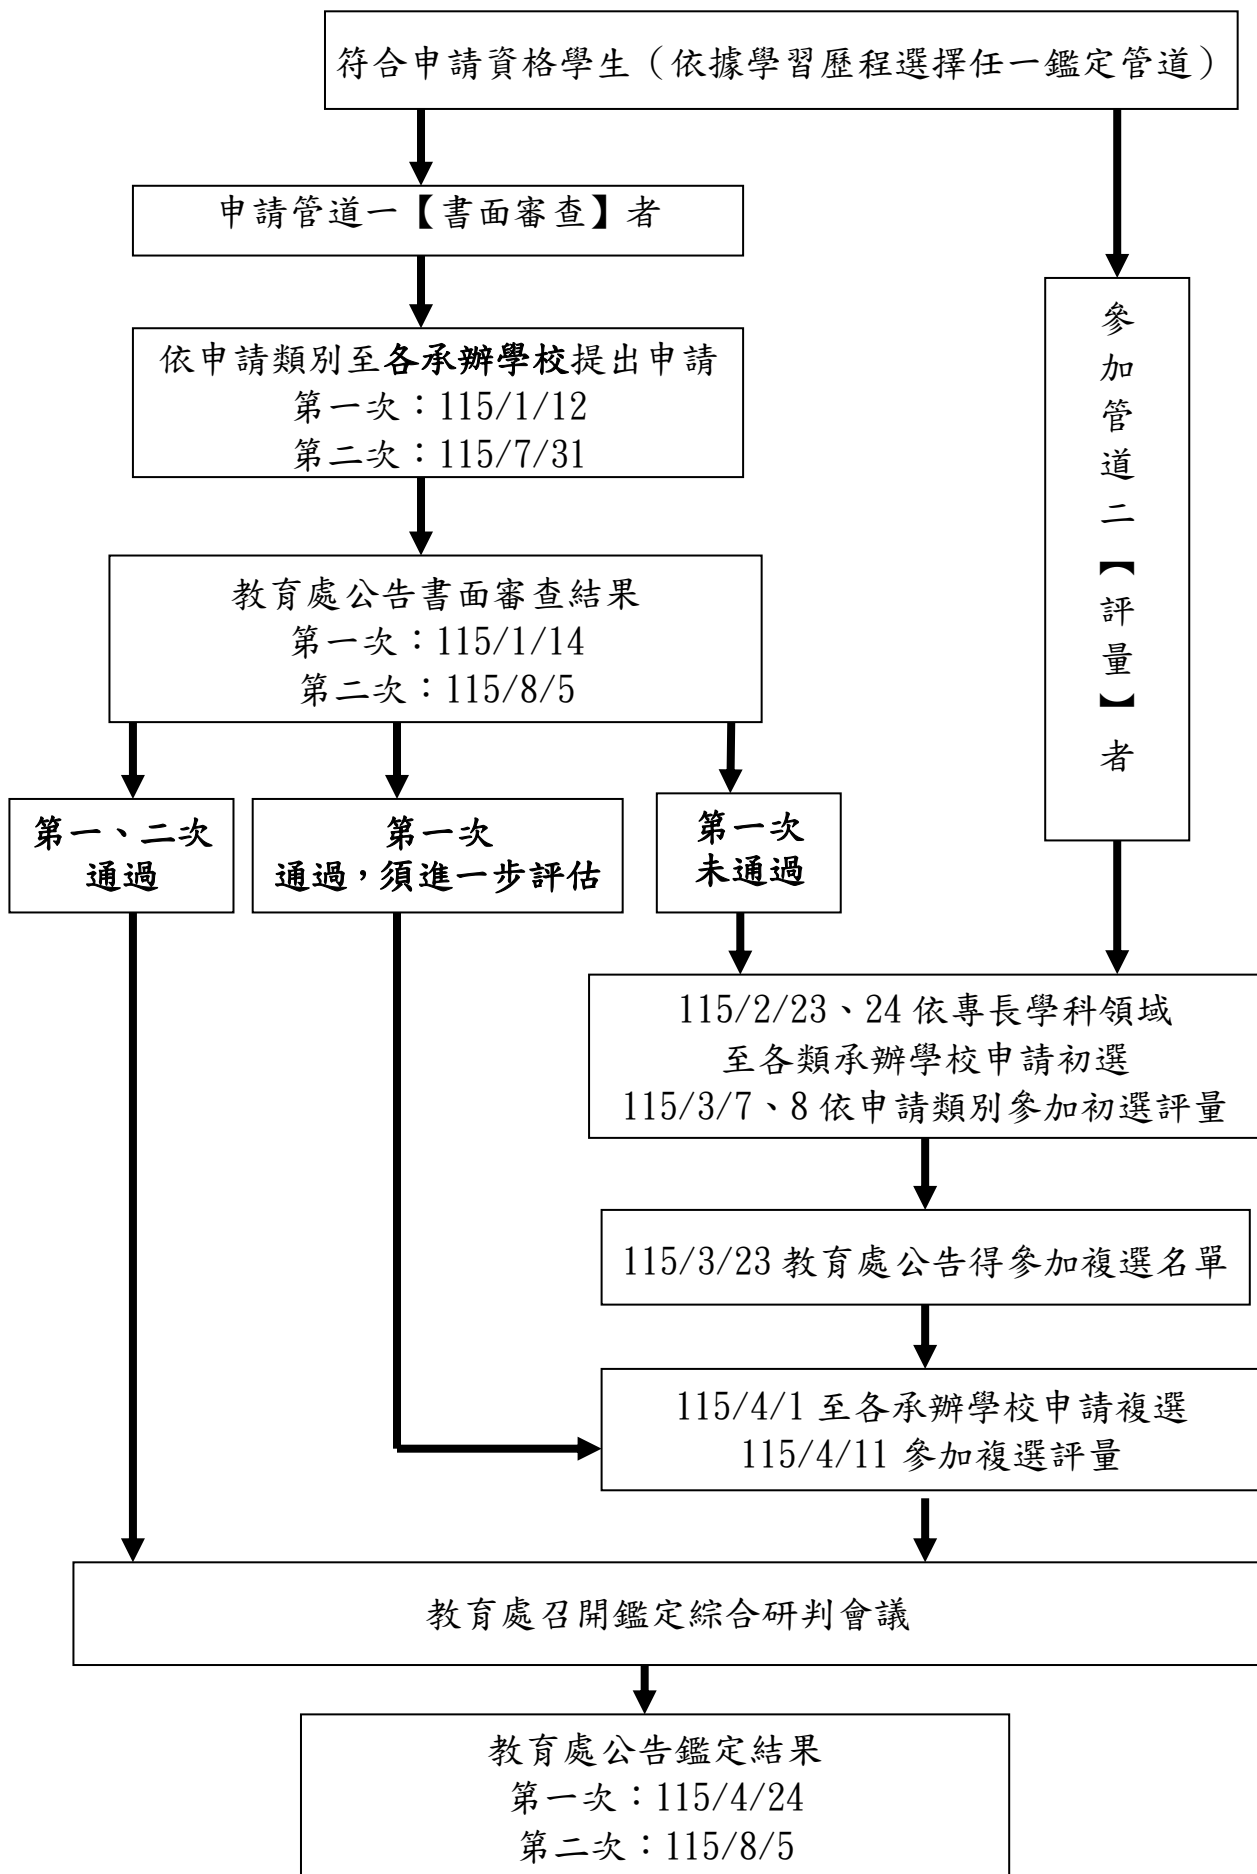 符合申請資格學生（依據學習歷程選擇任一鑑定管道）
申請管道一【書面審查】者
依申請類別至各承辦學校提出申請
第一次：115/1/12
第二次：115/7/31
參加管道二【評量】者
教育處公告書面審查結果
第一次：115/1/14
第二次：115/8/5
第一、二次
通過
第一次
通過，須進一步評估
第一次
未通過
115/2/23、24 依專長學科領域
至各類承辦學校申請初選
115/3/7、8 依申請類別參加初選評量
115/3/23 教育處公告得參加複選名單
115/4/1 至各承辦學校申請複選
115/4/11 參加複選評量
教育處召開鑑定綜合研判會議
教育處公告鑑定結果
第一次：115/4/24
第二次：115/8/5